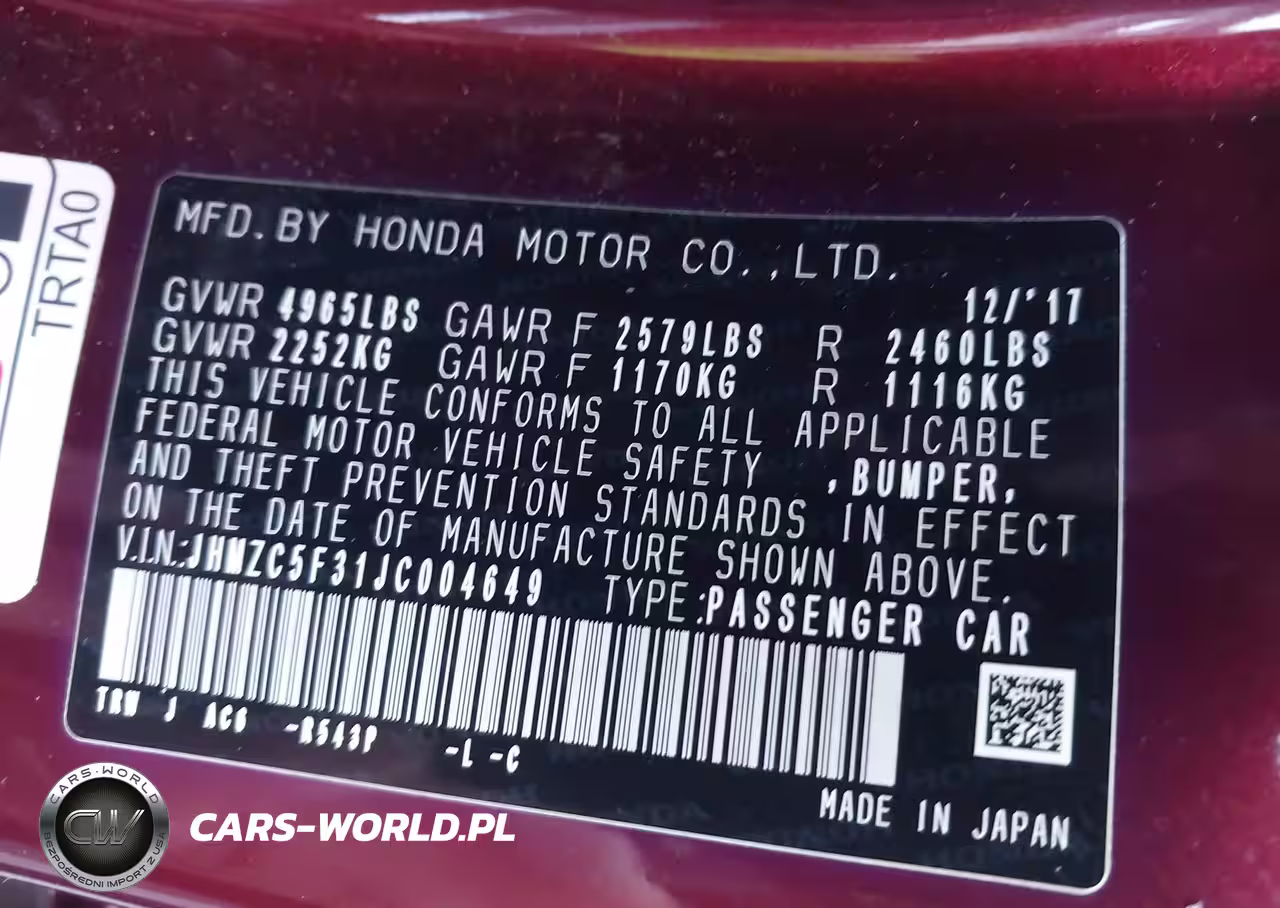 TRTA0
MFD. BY HONDA MOTOR CO.,LTD.
12/'17
GVWR 4965LBS GAWR F 2579LBS R 2460LBS
GVWR 2252KG GAWR F 1170KG R 1116KG
THIS VEHICLE CONFORMS TO ALL APPLICABLE
FEDERAL MOTOR VEHICLE SAFETY ,BUMPER,
AND THEFT PREVENTION STANDARDS IN EFFECT
ON THE DATE OF MANUFACTURE SHOWN ABOVE.
V.I.N.:JHMZC5F31JC004649 TYPE:PASSENGER CAR
TRW J AC6 -R543P -L -C
MADE IN JAPAN
CARS-WORLD
CW
BEZPOŚREDNI IMPORT Z USA
CARS-WORLD.PL